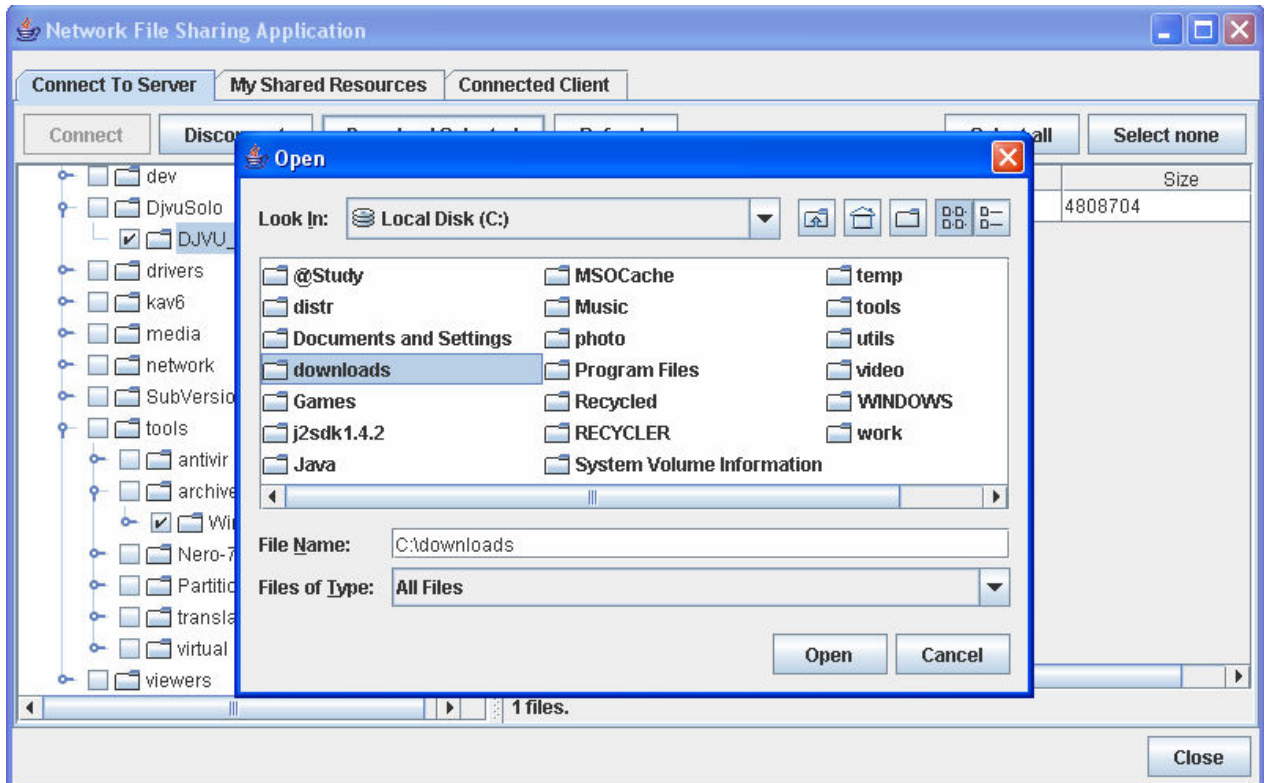 Network File Sharing Application
Connect To Server My Shared Resources Connected Client
Connect Select none
Open
Size
Look In: Local Disk (C:)
4808704
dev
DjvuSolo
DJVU_
drivers
kav6
media
network
tools
antivir
viewers
virtual
@Study MSOCache temp
distr Music tools
Documents and Settings photo utils
downloads Program Files video
Games Recycled WINDOWS
j2sdk1.4.2 RECYCLER work
Java System Volume Information
File Name: C:\downloads
Files of Type: All Files
Open Cancel
1 files.
Close